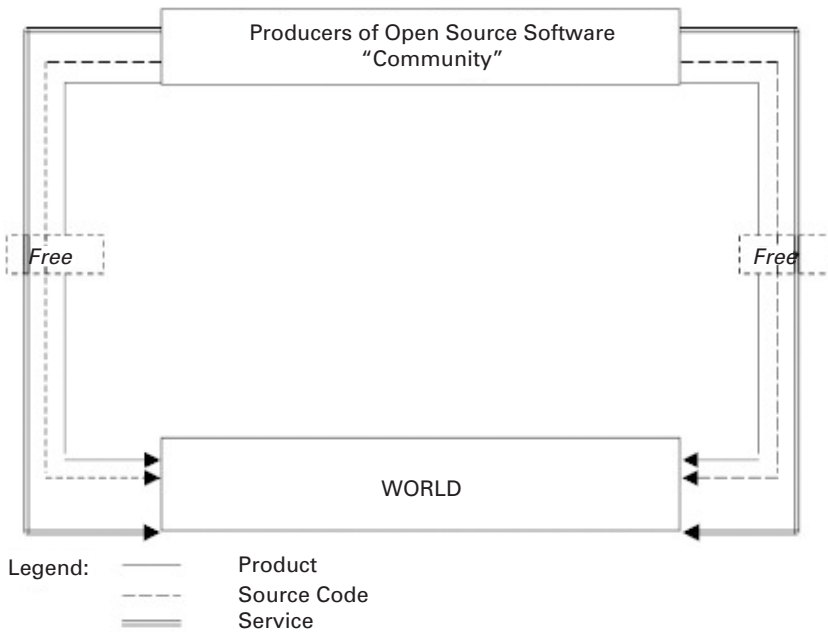 Producers of Open Source Software
“Community”
Free
Free
WORLD
Legend:
Product
Source Code
Service